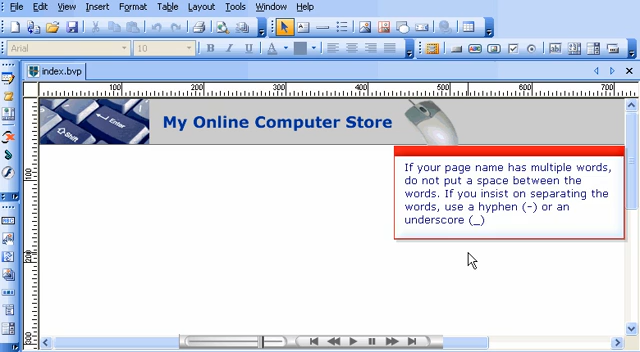 File Edit View Insert Format Table Layout Tools Window Help
Arial 10 B I U A
index.bvp
100 200 300 400 500 600 700
My Online Computer Store
Enter
Shift
100
If your page name has multiple words,
do not put a space between the
words. If you insist on separating the
words, use a hyphen (-) or an
underscore (_)
200
300